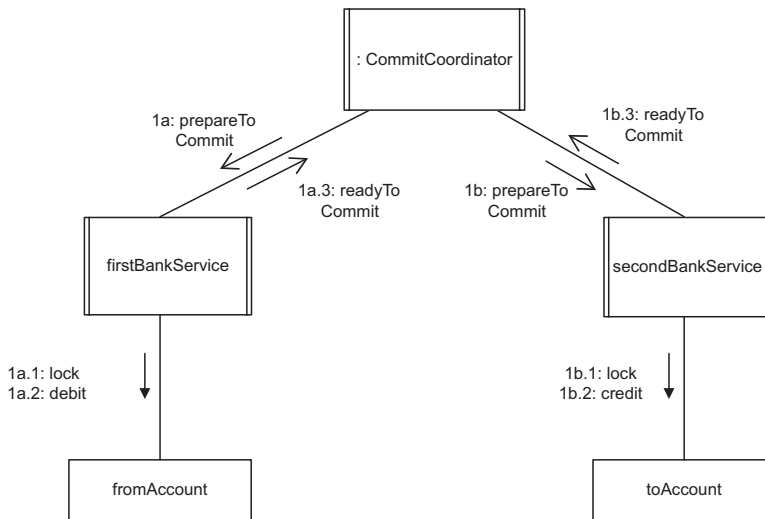 : CommitCoordinator
1a: prepareTo
Commit
1b.3: readyTo
Commit
1a.3: readyTo
Commit
1b: prepareTo
Commit
firstBankService
secondBankService
1a.1: lock
1a.2: debit
1b.1: lock
1b.2: credit
fromAccount
toAccount